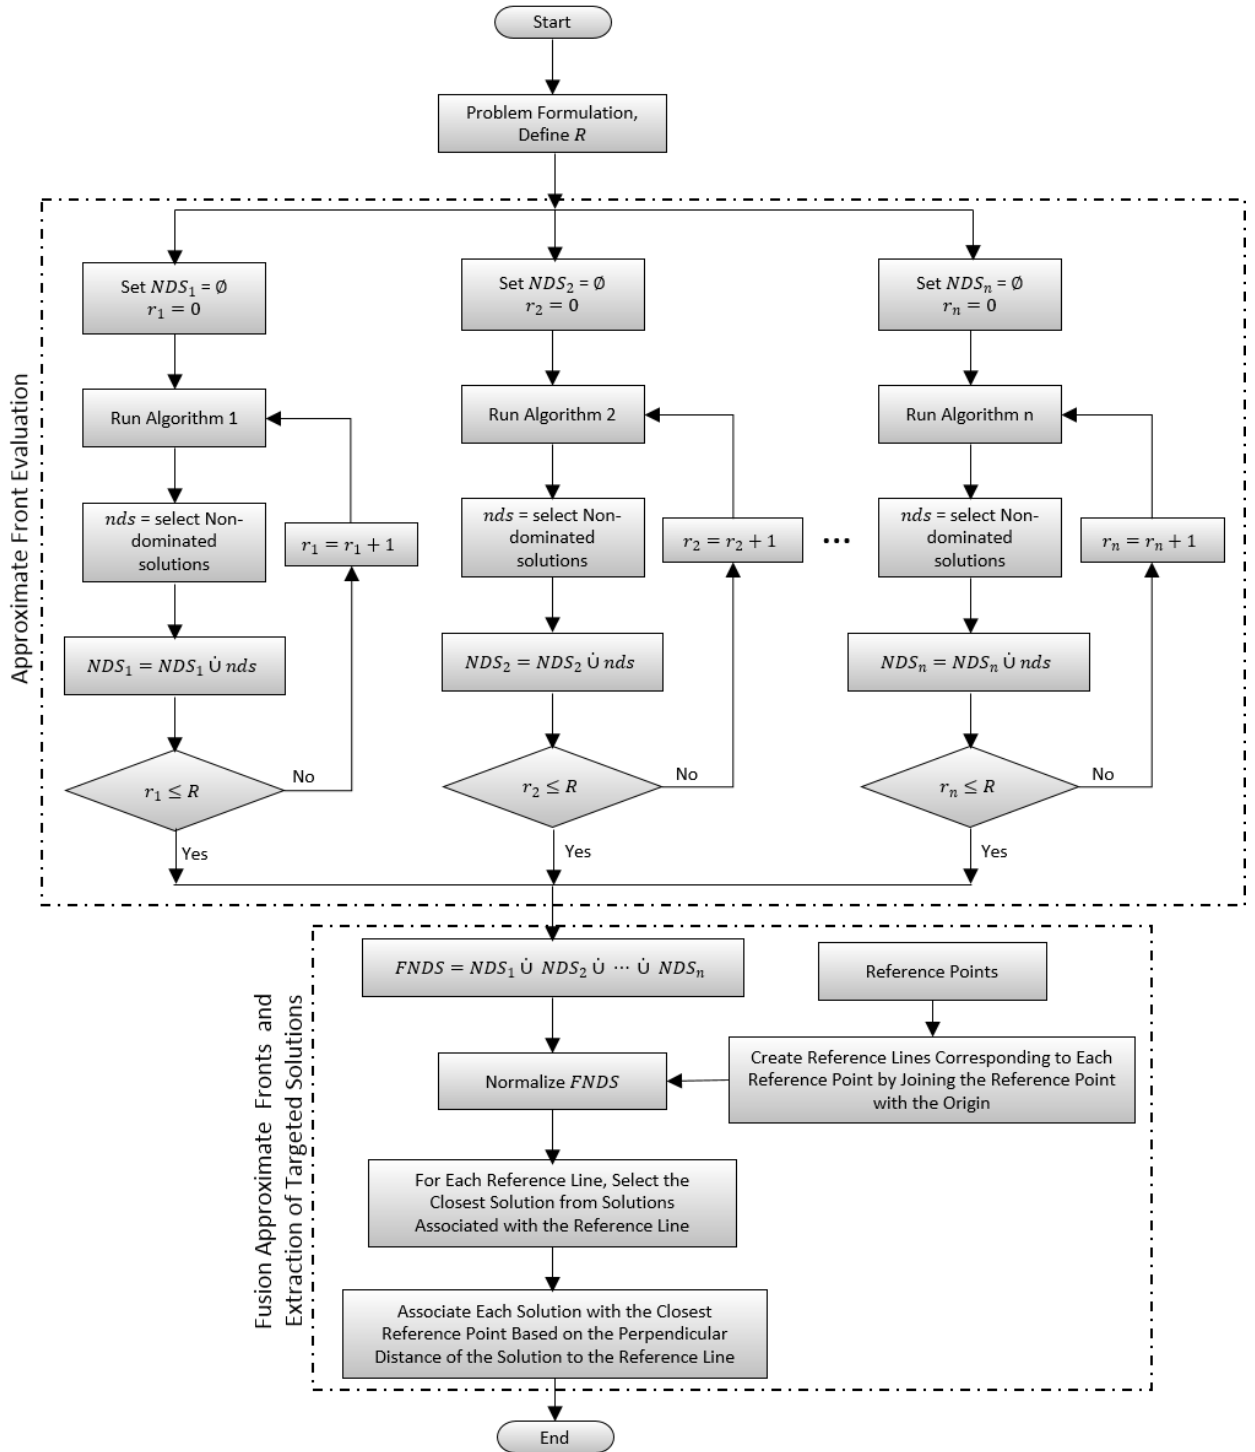 Start
Problem Formulation,
Define R
Approximate Front Evaluation
Set NDS₁ = Ø
r₁ = 0
Set NDS₂ = Ø
r₂ = 0
Set NDSₙ = Ø
rₙ = 0
Run Algorithm 1
Run Algorithm 2
Run Algorithm n
nds = select Non-
dominated
solutions
r₁ = r₁ + 1
nds = select Non-
dominated
solutions
r₂ = r₂ + 1
...
nds = select Non-
dominated
solutions
rₙ = rₙ + 1
NDS₁ = NDS₁ U̇ nds
NDS₂ = NDS₂ U̇ nds
NDSₙ = NDSₙ U̇ nds
r₁ ≤ R
No
r₂ ≤ R
No
rₙ ≤ R
No
Yes
Yes
Yes
Fusion Approximate Fronts and
Extraction of Targeted Solutions
FNDS = NDS₁ U̇ NDS₂ U̇ ⋯ U̇ NDSₙ
Reference Points
Normalize FNDS
Create Reference Lines Corresponding to Each
Reference Point by Joining the Reference Point
with the Origin
For Each Reference Line, Select the
Closest Solution from Solutions
Associated with the Reference Line
Associate Each Solution with the Closest
Reference Point Based on the Perpendicular
Distance of the Solution to the Reference Line
End